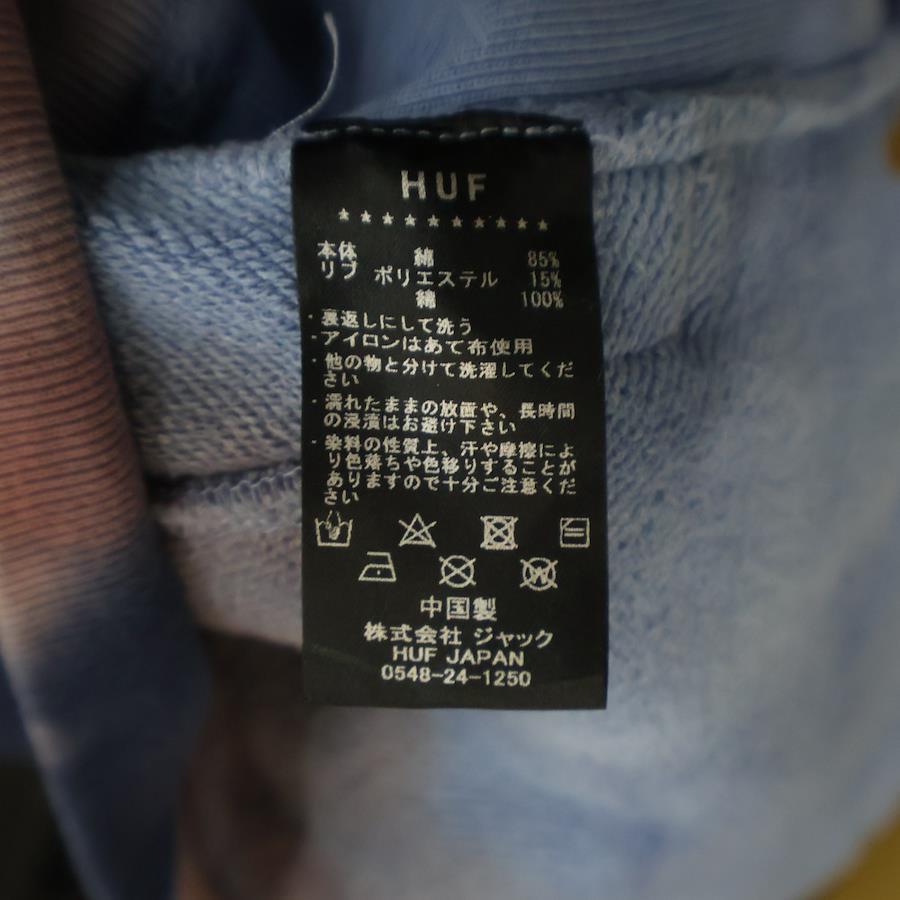 HUF
★★★★★★★★★★
本体 綿 85%
リブ ポリエステル 15%
綿 100%
・裏返しにして洗う
・アイロンはあて布使用
・他の物と分けて洗濯してくだ
さい
・濡れたままの放置や、長時間
の浸漬はお避け下さい
・染料の性質上、汗や摩擦によ
り色落ちや色移りすることが
ありますので十分ご注意くだ
さい
W
中国製
株式会社 ジャック
HUF JAPAN
0548-24-1250